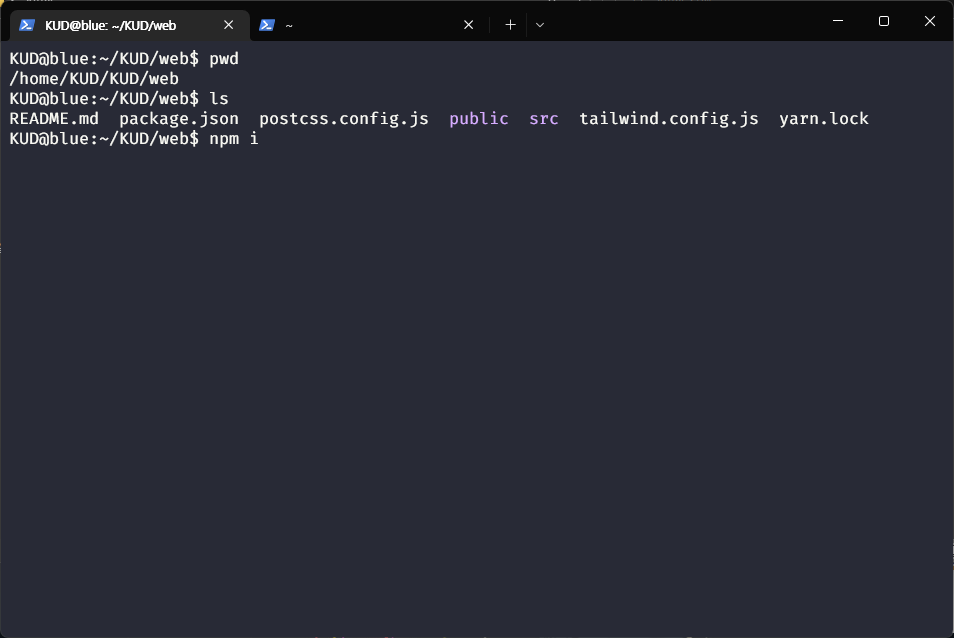 KUD@blue: ~/KUD/web
~
KUD@blue:~/KUD/web$ pwd
/home/KUD/KUD/web
KUD@blue:~/KUD/web$ ls
README.md  package.json  postcss.config.js  public  src  tailwind.config.js  yarn.lock
KUD@blue:~/KUD/web$ npm i